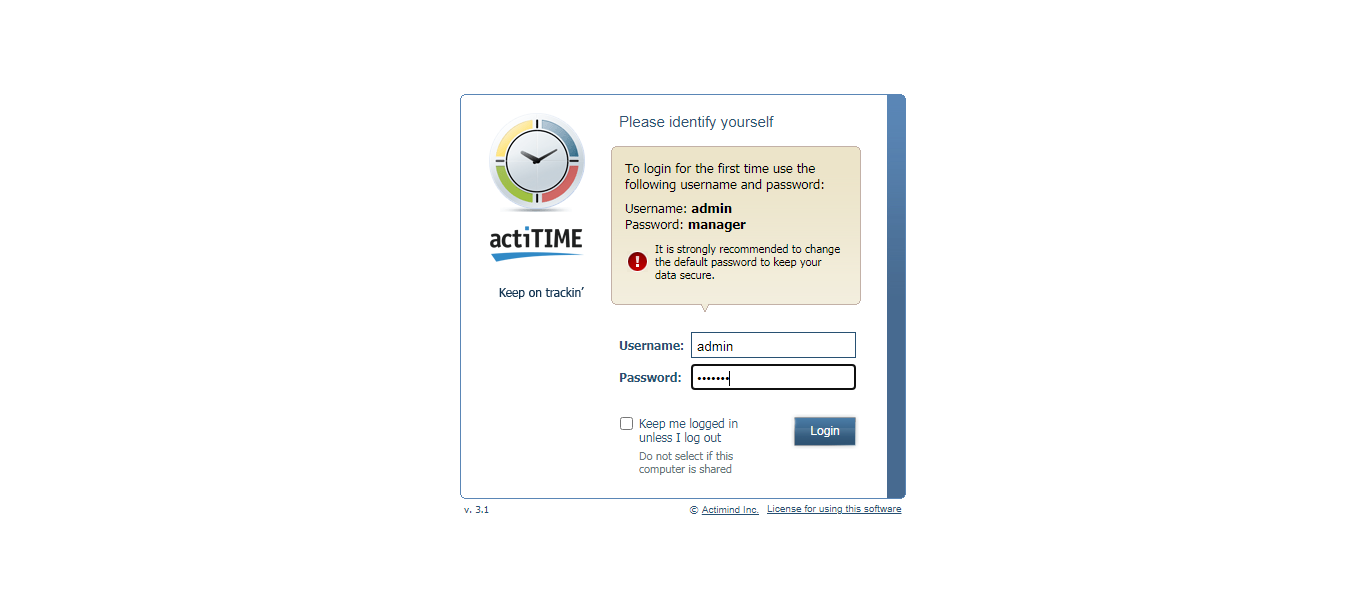 Please identify yourself
To login for the first time use the
following username and password:
Username: admin
Password: manager
It is strongly recommended to change
the default password to keep your
data secure.
actiTIME
Keep on trackin’
Username: admin
Password: •••••••
Keep me logged in
unless I log out
Login
Do not select if this
computer is shared
v. 3.1
© Actimind Inc. License for using this software